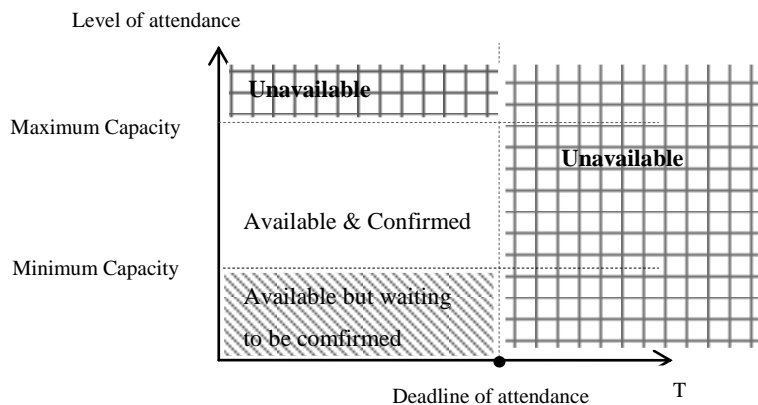 Level of attendance
Unavailable
Maximum Capacity
Unavailable
Available & Confirmed
Minimum Capacity
Available but waiting
to be comfirmed
Deadline of attendance
T